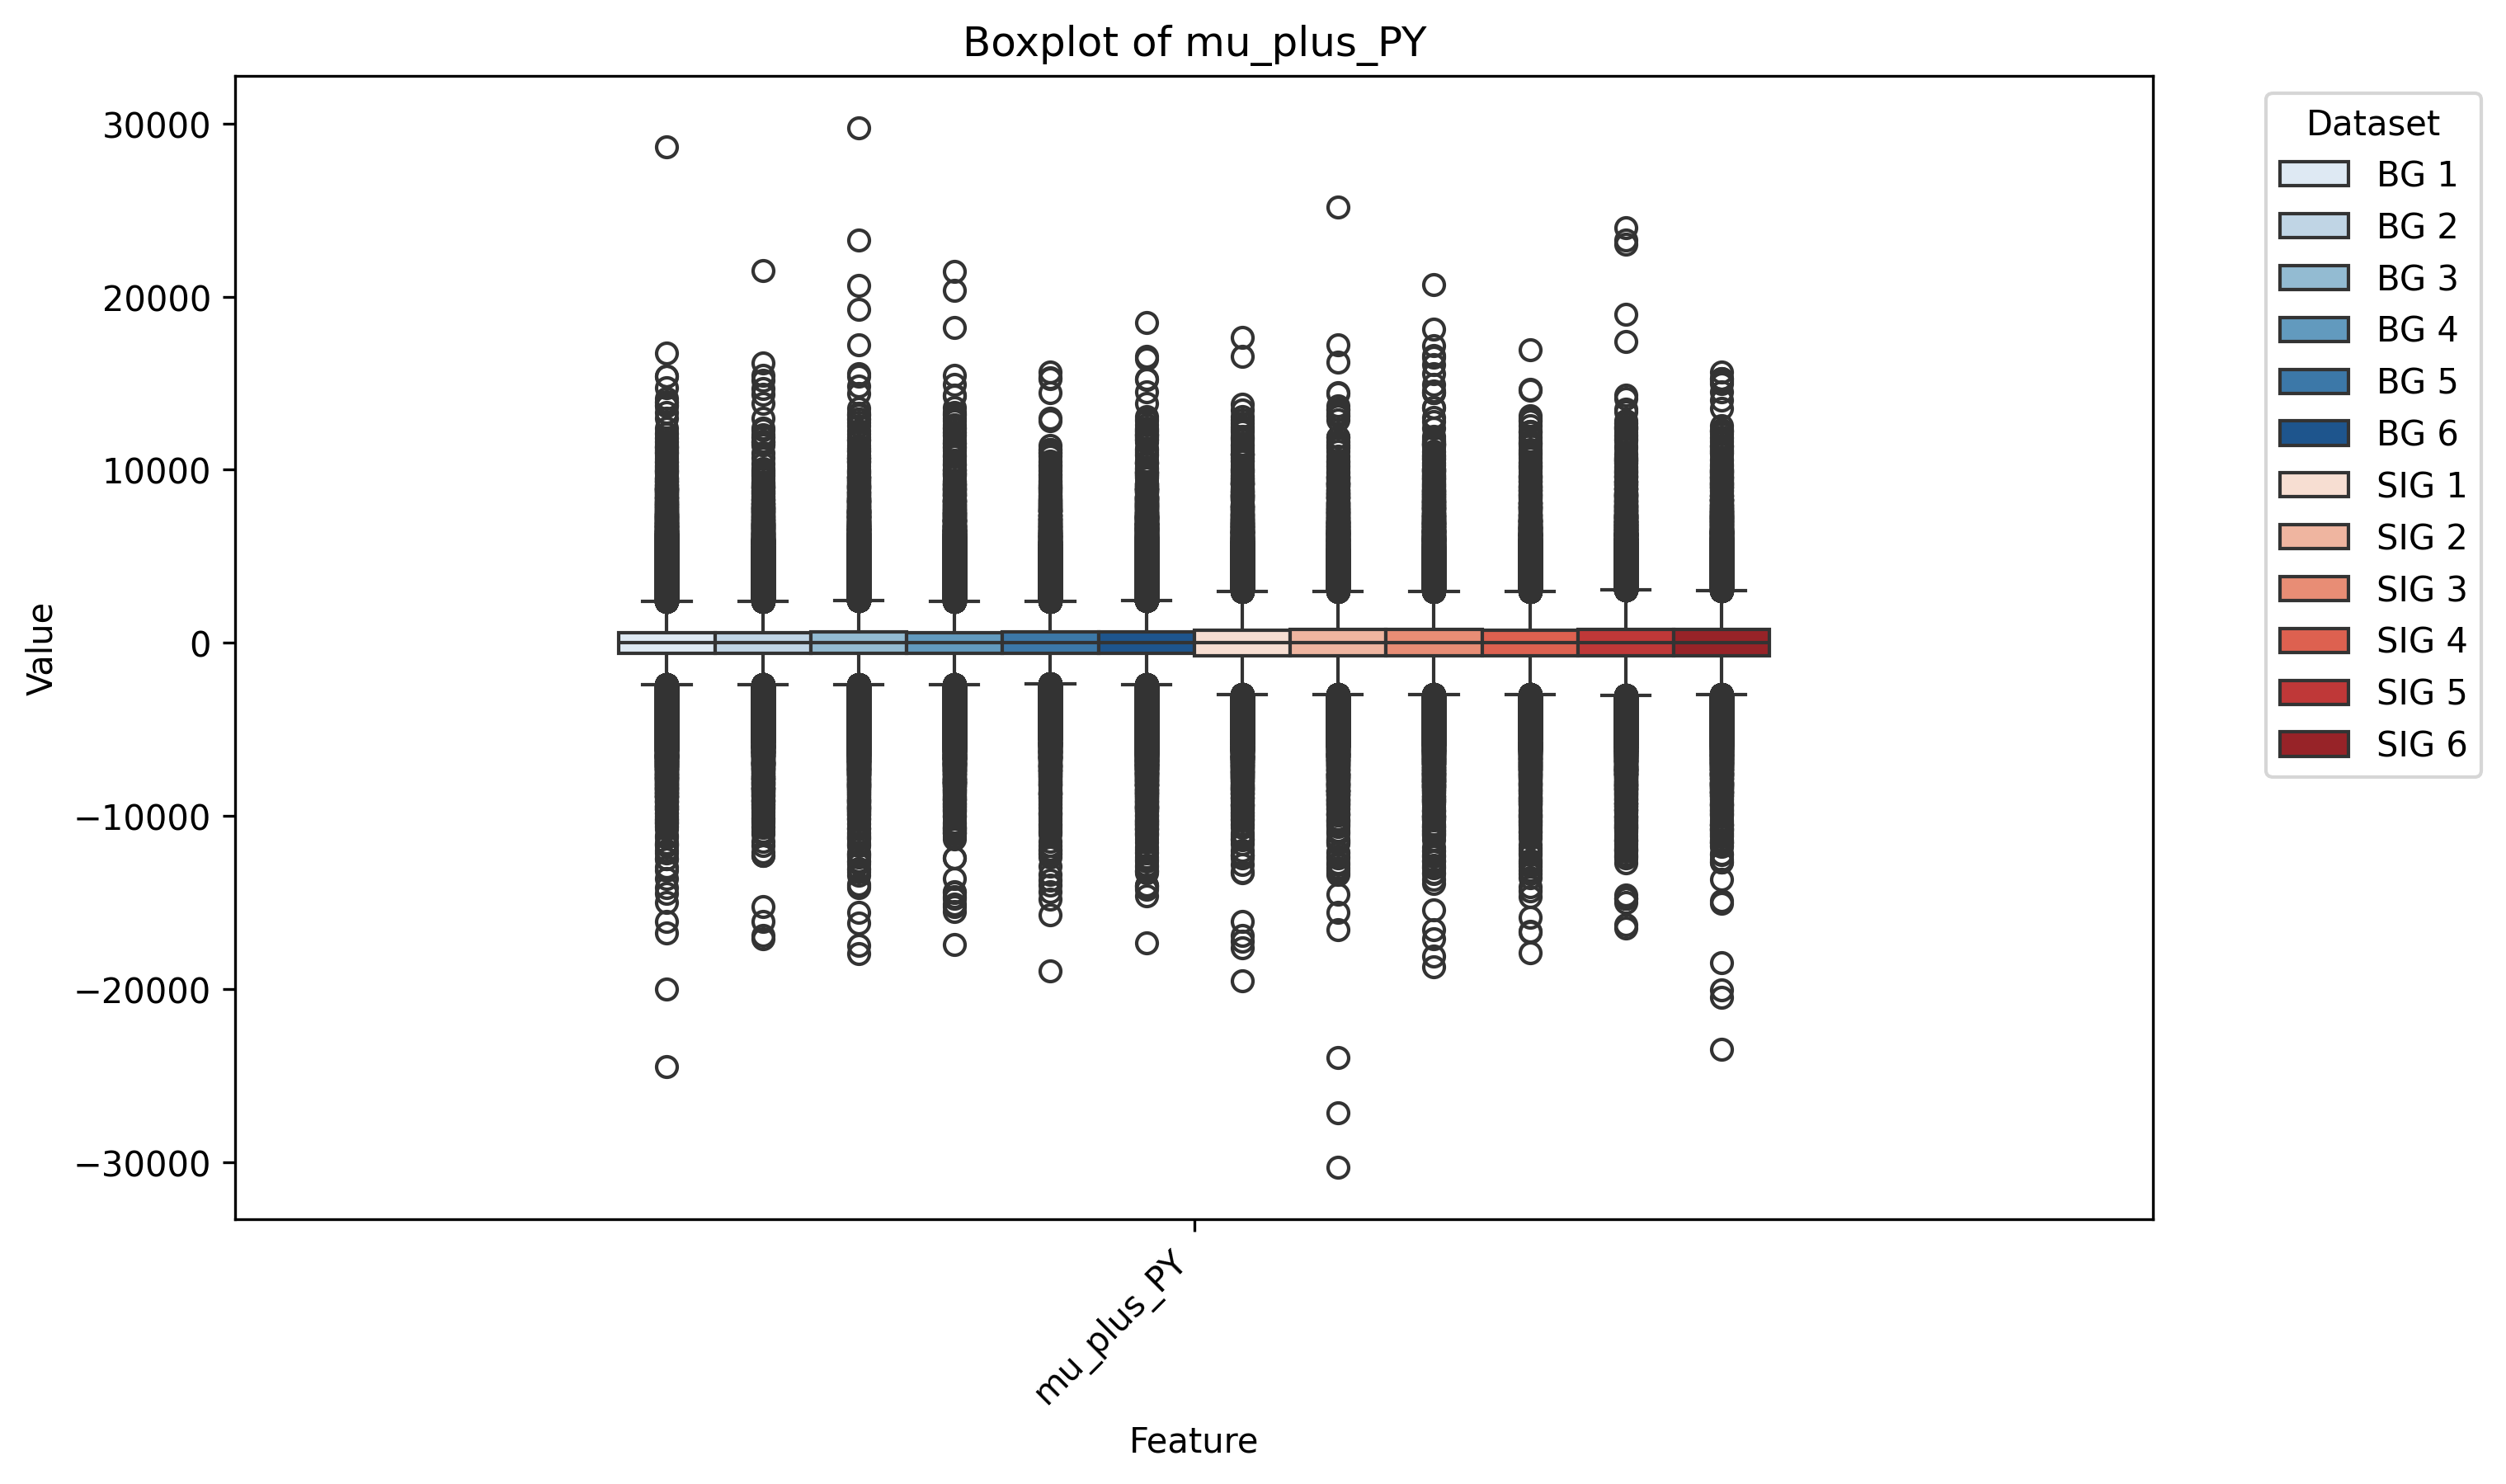 Boxplot of mu_plus_PY
30000
20000
10000
0
−10000
−20000
−30000
Value
mu_plus_PY
Feature
Dataset
BG 1
BG 2
BG 3
BG 4
BG 5
BG 6
SIG 1
SIG 2
SIG 3
SIG 4
SIG 5
SIG 6